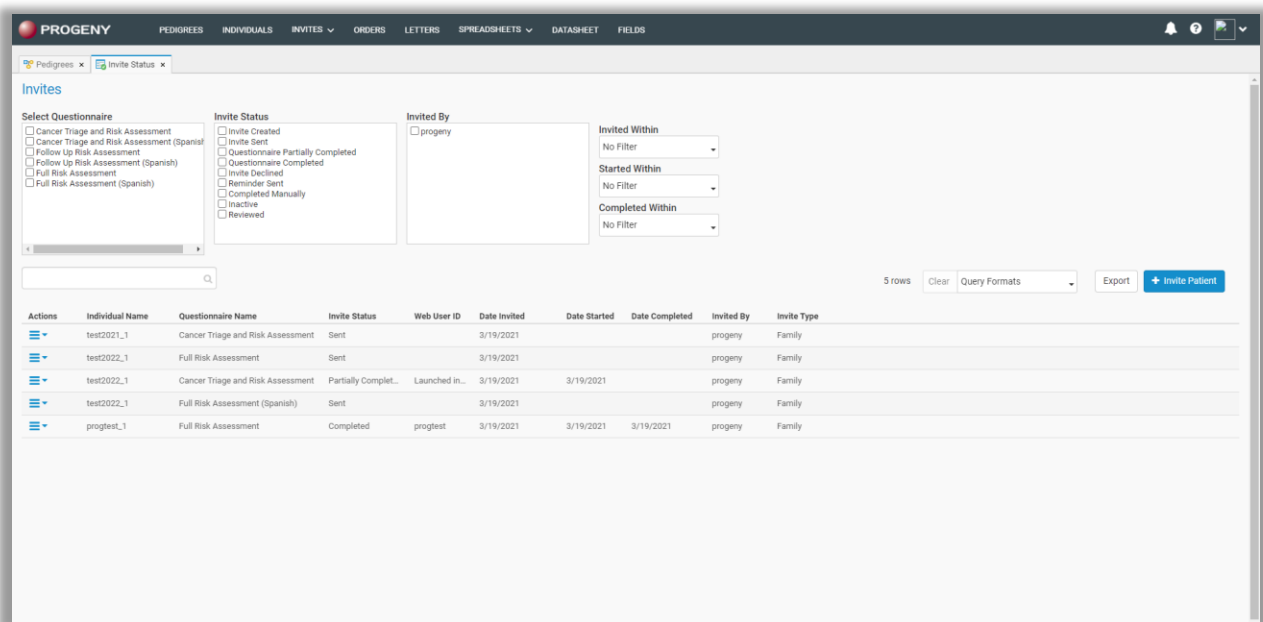 PROGENY PEDIGREES INDIVIDUALS INVITES ORDERS LETTERS SPREADSHEETS DATASHEET FIELDS
Pedigrees x Invite Status x
Invites
Select Questionnaire
Cancer Triage and Risk Assessment
Cancer Triage and Risk Assessment (Spanish
Follow Up Risk Assessment
Follow Up Risk Assessment (Spanish)
Full Risk Assessment
Full Risk Assessment (Spanish)
Invite Status
Invite Created
Invite Sent
Questionnaire Partially Completed
Questionnaire Completed
Invite Declined
Reminder Sent
Completed Manually
Inactive
Reviewed
Invited By
progeny
Invited Within
No Filter
Started Within
No Filter
Completed Within
No Filter
5 rows Clear Query Formats Export + Invite Patient
Actions Individual Name Questionnaire Name Invite Status Web User ID Date Invited Date Started Date Completed Invited By Invite Type
test2021_1 Cancer Triage and Risk Assessment Sent 3/19/2021 progeny Family
test2022_1 Full Risk Assessment Sent 3/19/2021 progeny Family
test2022_1 Cancer Triage and Risk Assessment Partially Complet... Launched in... 3/19/2021 3/19/2021 progeny Family
test2022_1 Full Risk Assessment (Spanish) Sent 3/19/2021 progeny Family
progtest_1 Full Risk Assessment Completed progtest 3/19/2021 3/19/2021 3/19/2021 progeny Family